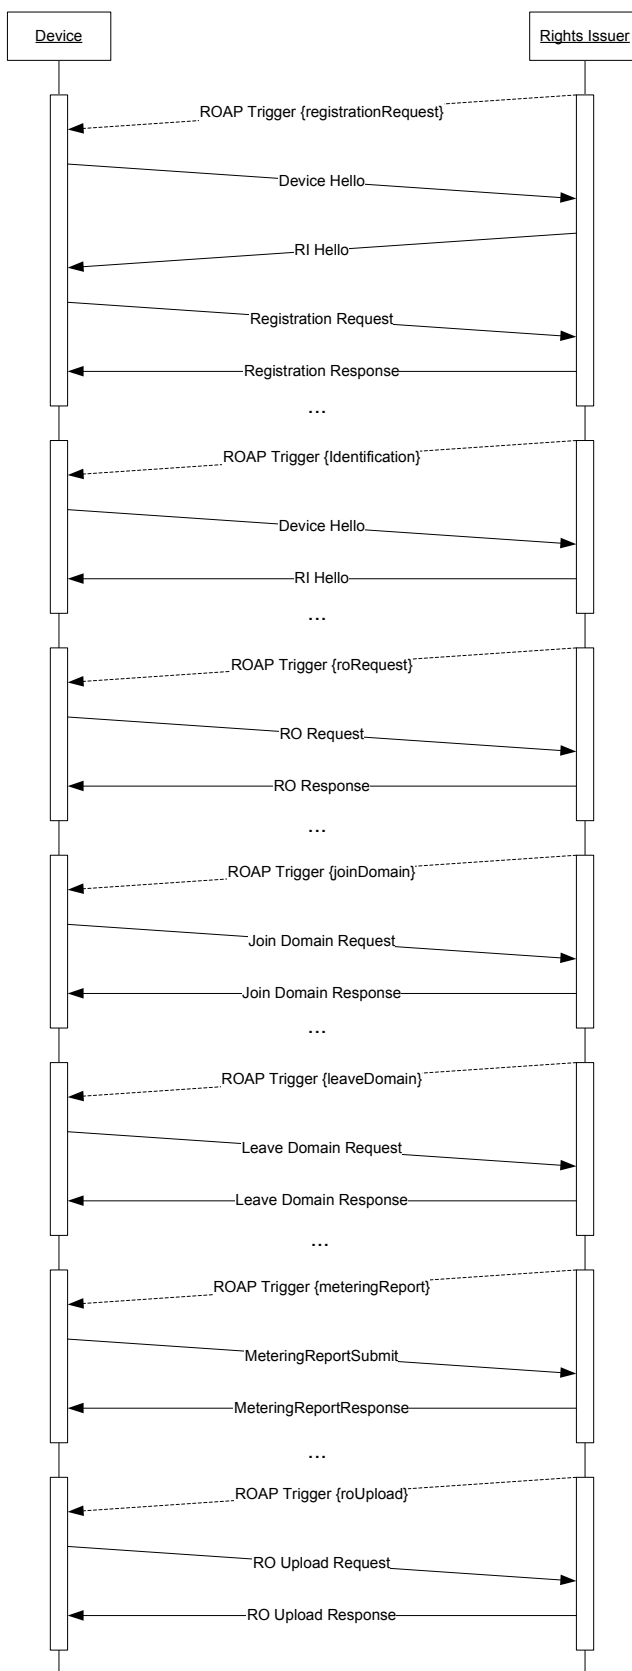 Device
Rights Issuer
ROAP Trigger {registrationRequest}
Device Hello
RI Hello
Registration Request
Registration Response
...
ROAP Trigger {Identification}
Device Hello
RI Hello
...
ROAP Trigger {roRequest}
RO Request
RO Response
...
ROAP Trigger {joinDomain}
Join Domain Request
Join Domain Response
...
ROAP Trigger {leaveDomain}
Leave Domain Request
Leave Domain Response
...
ROAP Trigger {meteringReport}
MeteringReportSubmit
MeteringReportResponse
...
ROAP Trigger {roUpload}
RO Upload Request
RO Upload Response